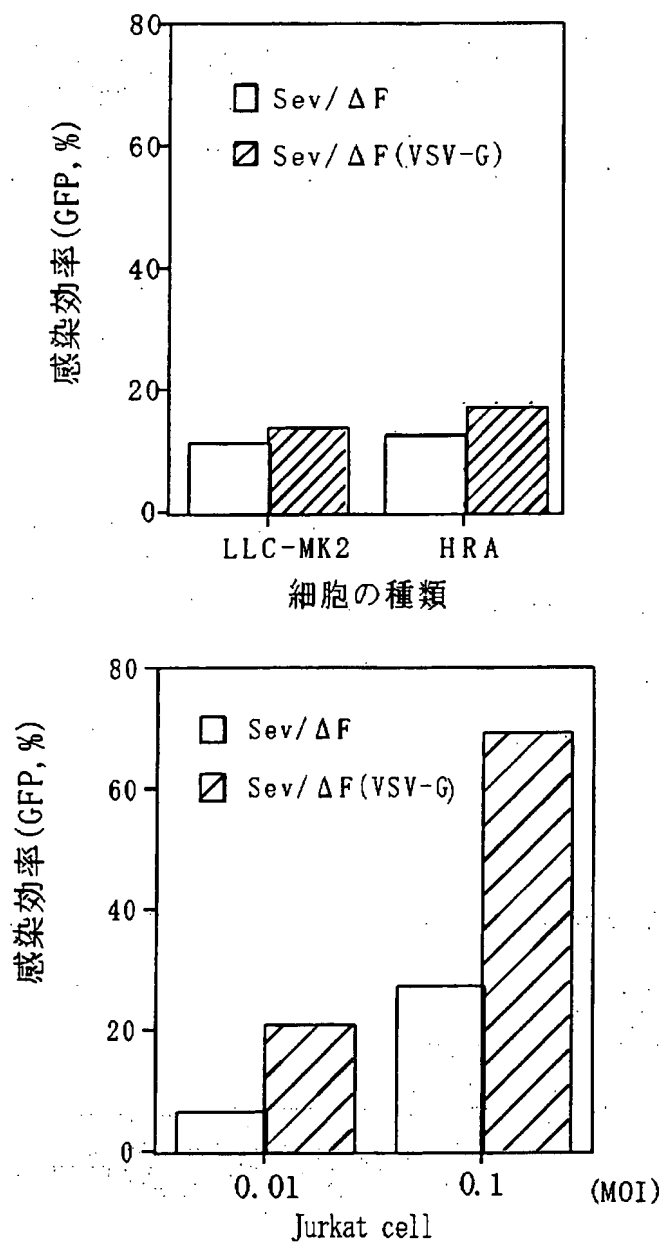 80
Sev/ΔF
60
Sev/ΔF(VSV-G)
感染効率(GFP,%)
40
20
0
LLC-MK2 HRA
細胞の種類
80
Sev/ΔF
Sev/ΔF(VSV-G)
60
感染効率(GFP,%)
40
20
0
0.01 0.1 (MOI)
Jurkat cell